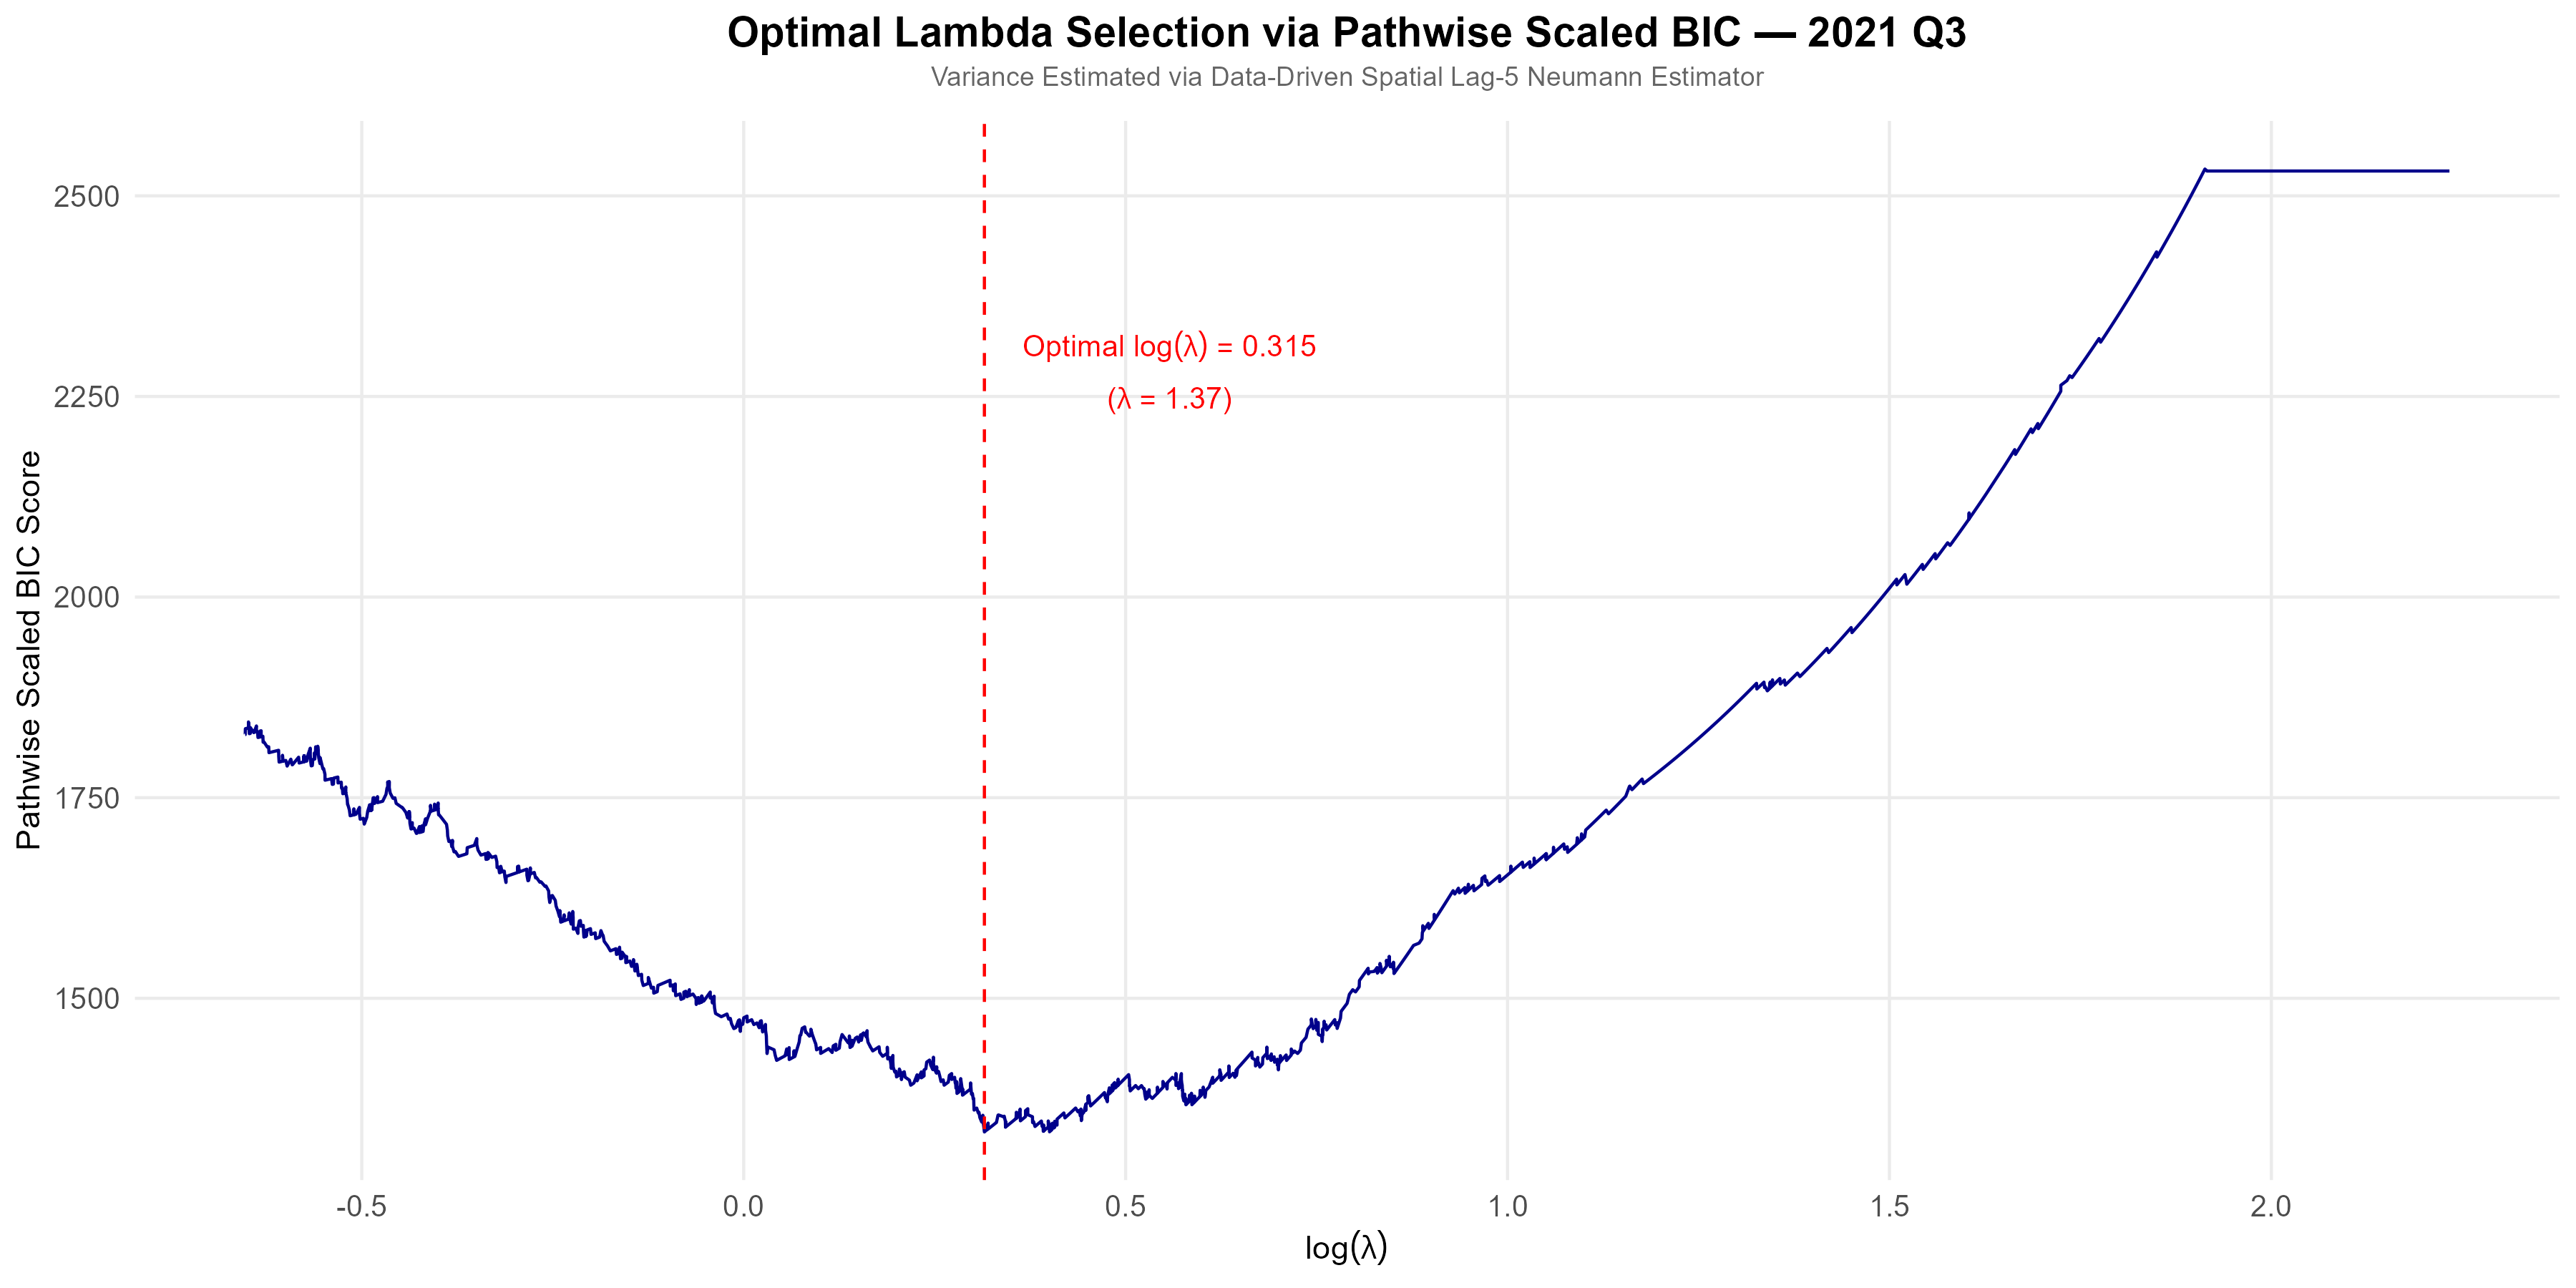 Optimal Lambda Selection via Pathwise Scaled BIC — 2021 Q3
Variance Estimated via Data-Driven Spatial Lag-5 Neumann Estimator
Pathwise Scaled BIC Score
2500
2250
2000
1750
1500
Optimal log(λ) = 0.315
(λ = 1.37)
-0.5 0.0 0.5 1.0 1.5 2.0
log(λ)